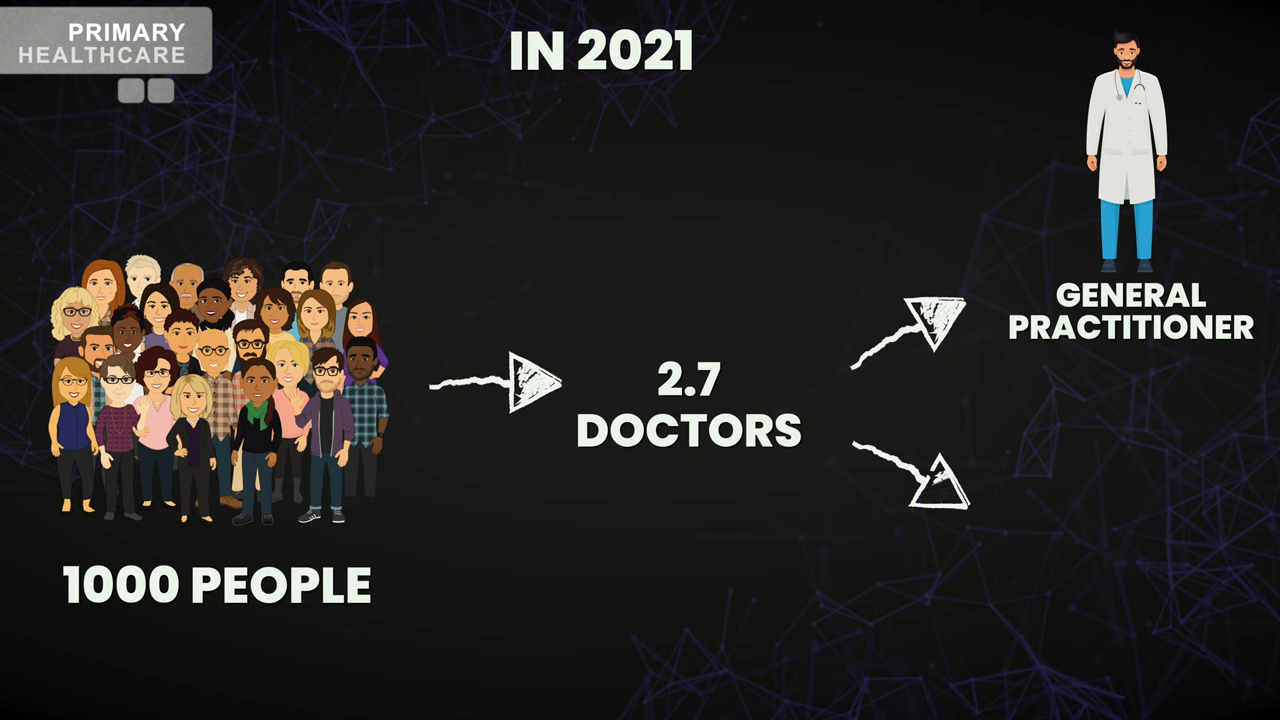 PRIMARY
HEALTHCARE
IN 2021
GENERAL
PRACTITIONER
2.7
DOCTORS
1000 PEOPLE